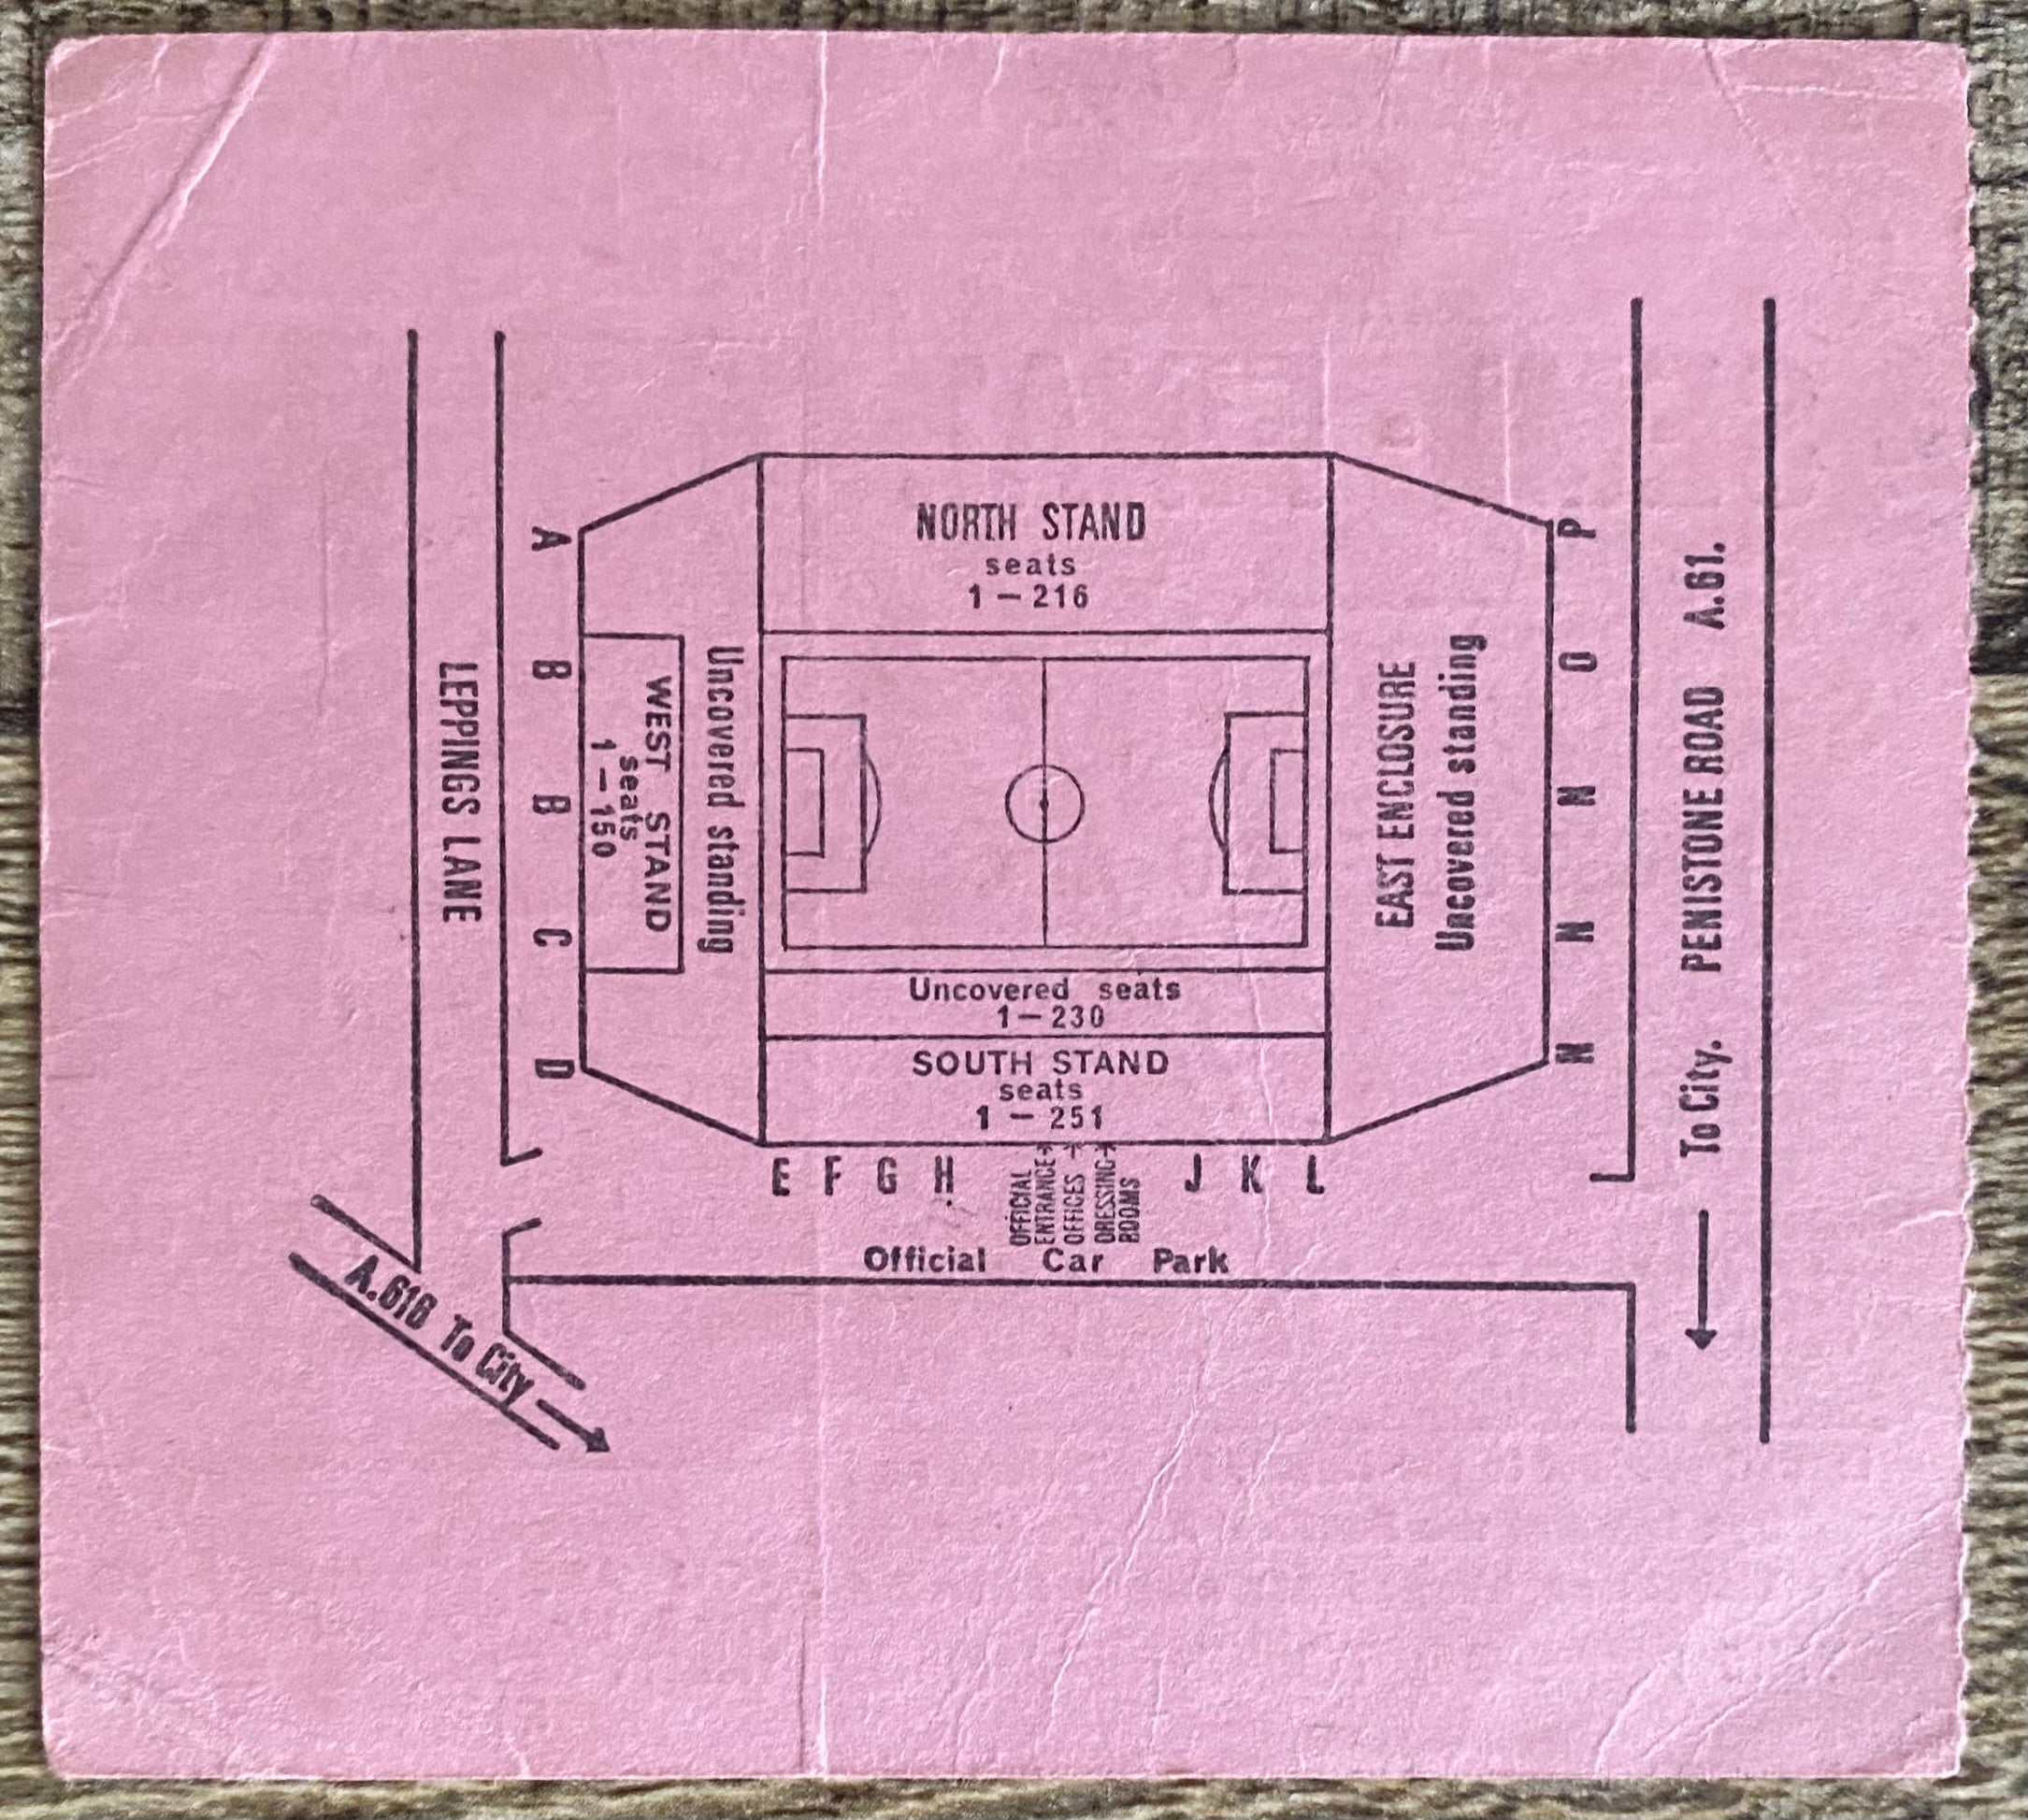 NORTH STAND
seats
1 – 216
A
B
B
C
D
LEPPINGS LANE
WEST STAND
seats
1 – 150
Uncovered standing
EAST ENCLOSURE
Uncovered standing
P
O
N
N
N
PENISTONE ROAD A.61.
To City.
Uncovered seats
1 – 230
SOUTH STAND
seats
1 – 251
E F G H
OFFICIAL
ENTRANCE
OFFICES
DRESSING
ROOMS
J K L
Official Car Park
A.616 To City